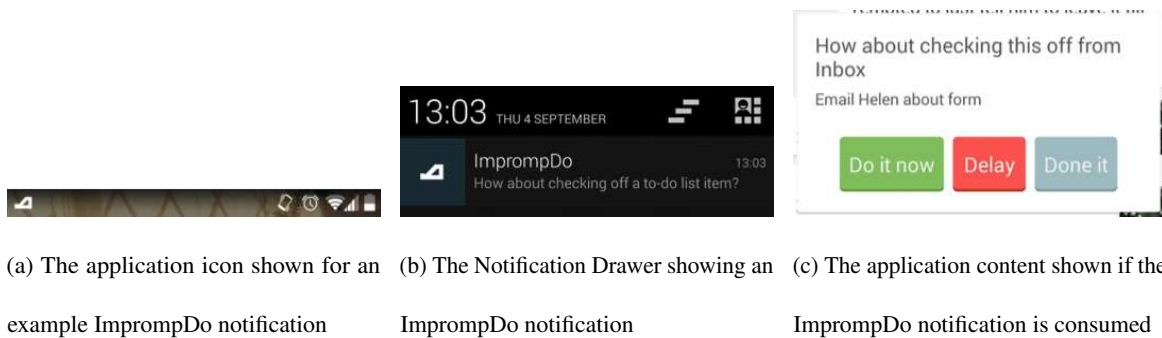 How about checking this off from
Inbox
Email Helen about form
Do it now Delay Done it
13:03 THU 4 SEPTEMBER
ImprompDo 13:03
How about checking off a to-do list item?
(a) The application icon shown for an
example ImprompDo notification
(b) The Notification Drawer showing an
ImprompDo notification
(c) The application content shown if the
ImprompDo notification is consumed